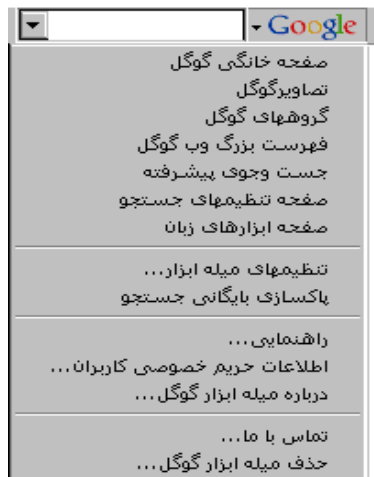 Google
صفحه خانگی گوگل
تصاویرگوگل
گروههای گوگل
فهرست بزرگ وب گوگل
جست وجوی پیشرفته
صفحه تنظیمهای جستجو
صفحه ابزارهای زبان
تنظیمهای میله ابزار...
پاکسازی بایگانی جستجو
راهنمایی...
اطلاعات حریم خصوصی کاربران...
درباره میله ابزار گوگل...
تماس با ما...
حذف میله ابزار گوگل...